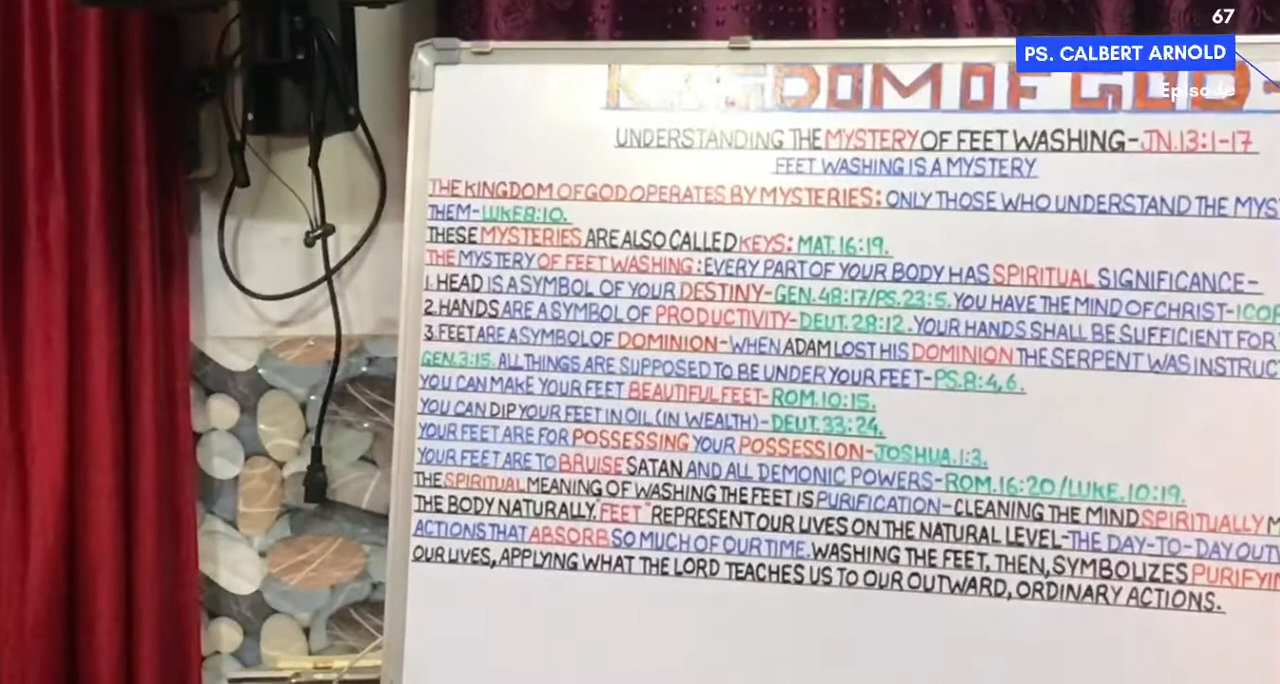 67
PS. CALBERT ARNOLD
Episode
KINGDOM OF GOD-
UNDERSTANDING THE MYSTERY OF FEET WASHING-JN.13:1-17
FEET WASHING IS A MYSTERY
THE KINGDOM OF GOD OPERATES BY MYSTERIES: ONLY THOSE WHO UNDERSTAND THE MYS
THEM-LUKE8:10.
THESE MYSTERIES ARE ALSO CALLED KEYS: MAT.16:19.
THE MYSTERY OF FEET WASHING:EVERY PART OF YOUR BODY HAS SPIRITUAL SIGNIFICANCE-
1.HEAD IS A SYMBOL OF YOUR DESTINY-GEN.48:17/PS.23:5.YOU HAVE THE MIND OF CHRIST-1COR
2.HANDS ARE A SYMBOL OF PRODUCTIVITY-DEUT.28:12.YOUR HANDS SHALL BE SUFFICIENT FOR
3.FEET ARE A SYMBOL OF DOMINION-WHEN ADAM LOST HIS DOMINION THE SERPENT WAS INSTRUC
GEN.3:15. ALL THINGS ARE SUPPOSED TO BE UNDER YOUR FEET-PS.8:4,6.
YOU CAN MAKE YOUR FEET BEAUTIFUL FEET-ROM.10:15.
YOU CAN DIP YOUR FEET IN OIL (IN WEALTH)-DEUT.33:24.
YOUR FEET ARE FOR POSSESSING YOUR POSSESSION-JOSHUA.1:3.
YOUR FEET ARE TO BRUISE SATAN AND ALL DEMONIC POWERS-ROM.16:20/LUKE.10:19.
THE SPIRITUAL MEANING OF WASHING THE FEET IS PURIFICATION-CLEANING THE MIND SPIRITUALLY M
THE BODY NATURALLY."FEET" REPRESENT OUR LIVES ON THE NATURAL LEVEL-THE DAY-TO-DAY OUTW
ACTIONS THAT ABSORB SO MUCH OF OUR TIME.WASHING THE FEET, THEN,SYMBOLIZES PURIFYIN
OUR LIVES, APPLYING WHAT THE LORD TEACHES US TO OUR OUTWARD, ORDINARY ACTIONS.